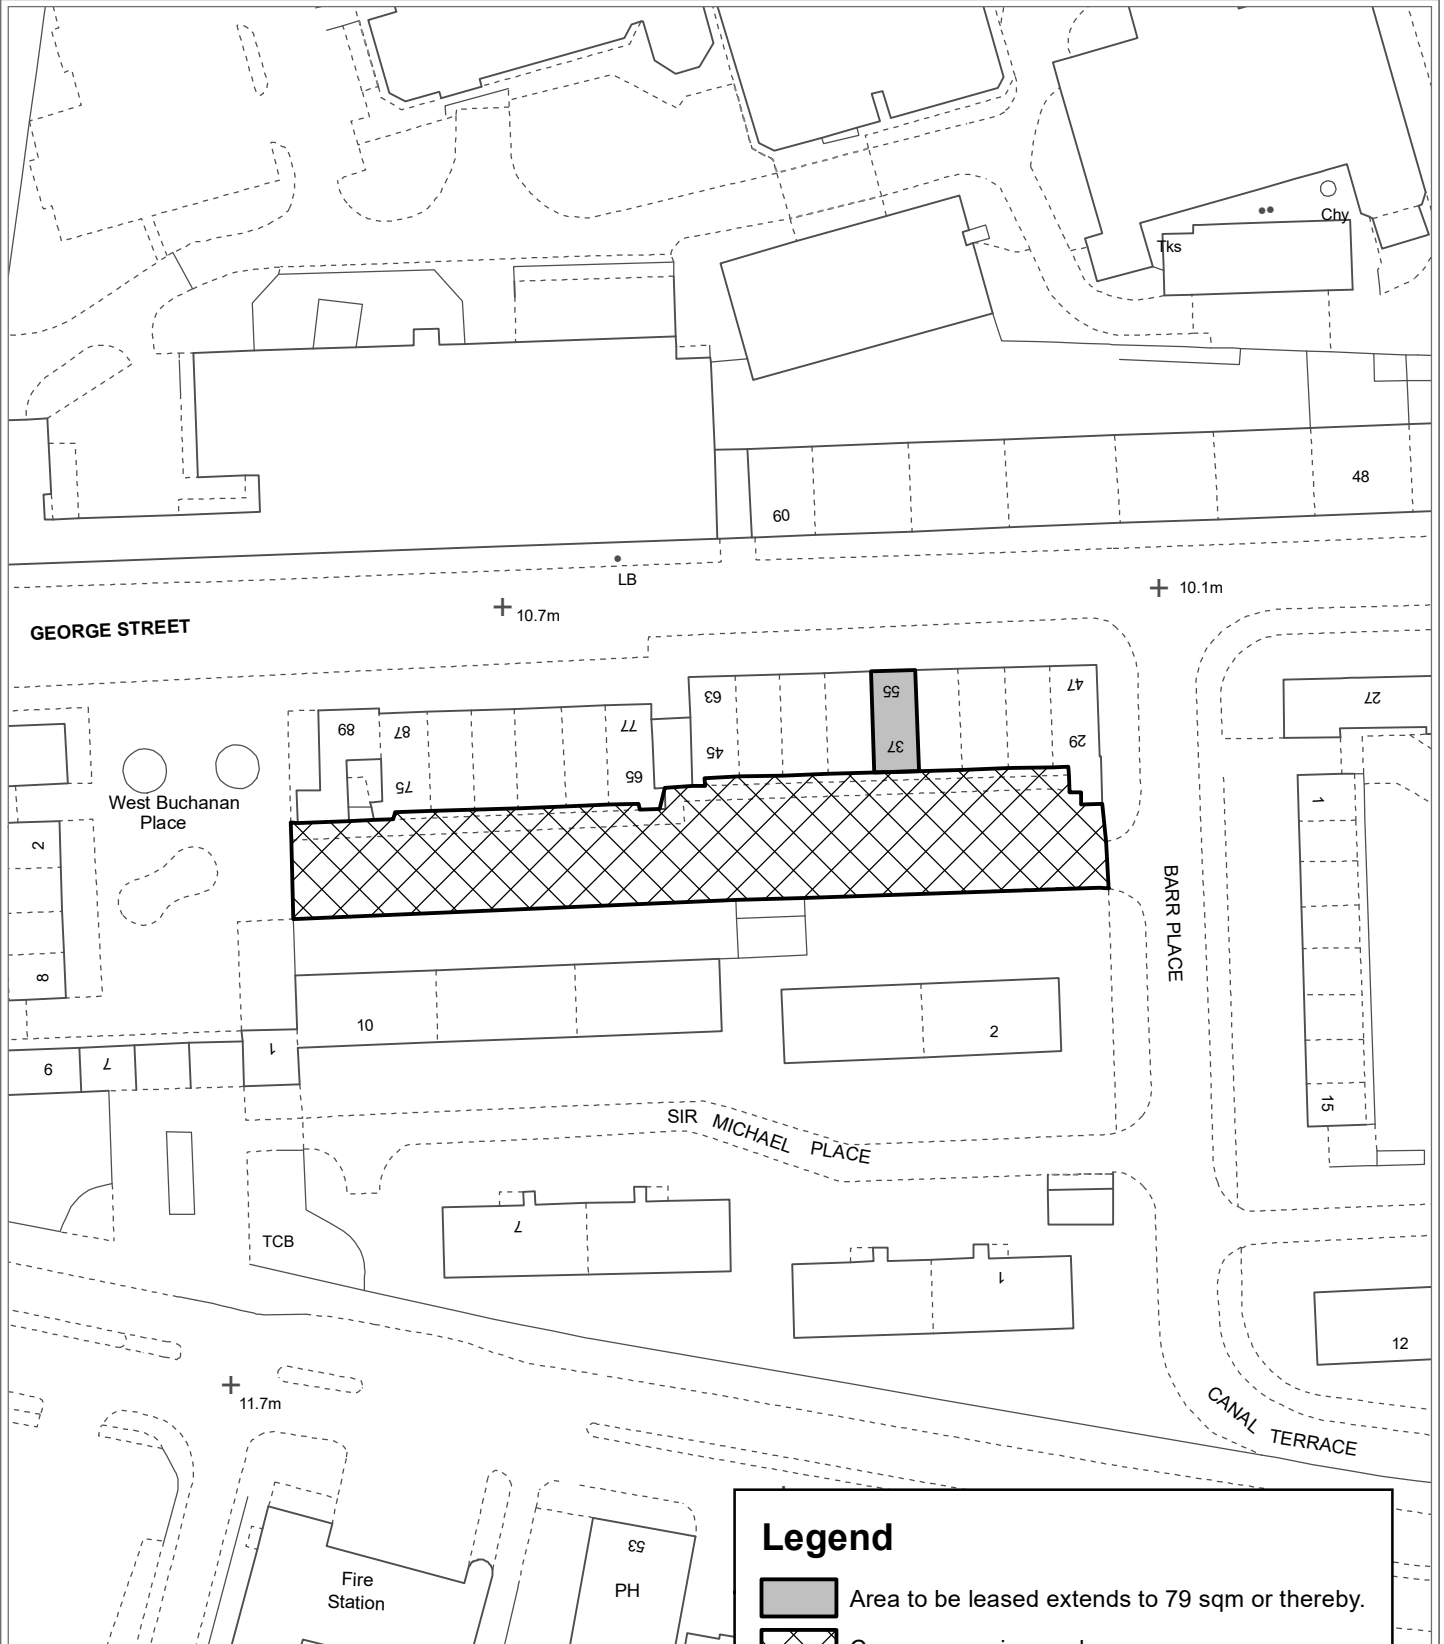 Chy
Tks
48
60
LB
10.7m
10.1m
GEORGE STREET
63
55
47
27
89
87
77
45
37
29
75
65
West Buchanan
Place
2
8
1
15
BARR PLACE
10
2
6
7
1
SIR MICHAEL PLACE
7
TCB
1
12
11.7m
CANAL TERRACE
53
Fire
Station
PH
Legend
Area to be leased extends to 79 sqm or thereby.